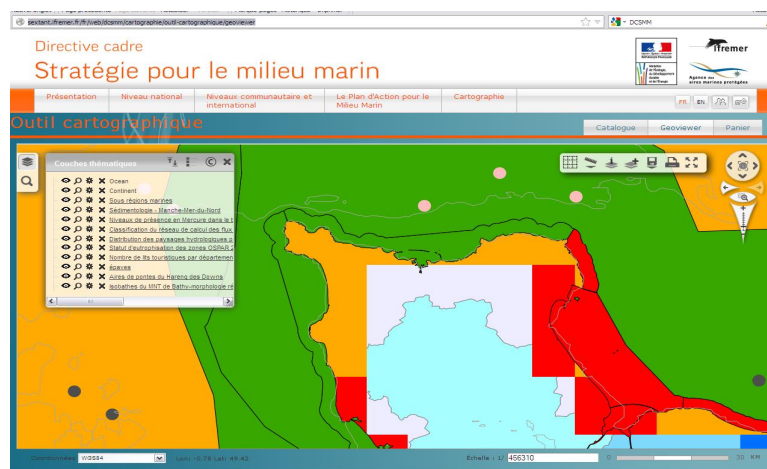 sextant.ifremer.fr/fr/web/dcsmm/cartographie/outil-cartographique/geoviewer
DCSMM
Directive cadre
Stratégie pour le milieu marin
ifremer
Agence des
aires marines protégées
Présentation
Niveau national
Niveaux communautaire et international
Le Plan d'Action pour le Milieu Marin
Cartographie
FR
EN
Outil cartographique
Catalogue
Geoviewer
Panier
Couches thématiques
Ocean
Continent
Sous régions marines
Sédimentologie - Manche-Mer-du-Nord
Niveaux de présence en Mercure dans le b
Classification du réseau de calcul des flux
Distribution des paysages hydrologiques p
Statut d'eutrophisation des zones OSPAR 2
Nombre de lits touristiques par départemen
épaves
Aires de pontes du Hareng des Downs
Isobathes du MNT de Bathy-morphologie ré
Coordonnées
WGS84
Echelle : 1/
456310
0
KM